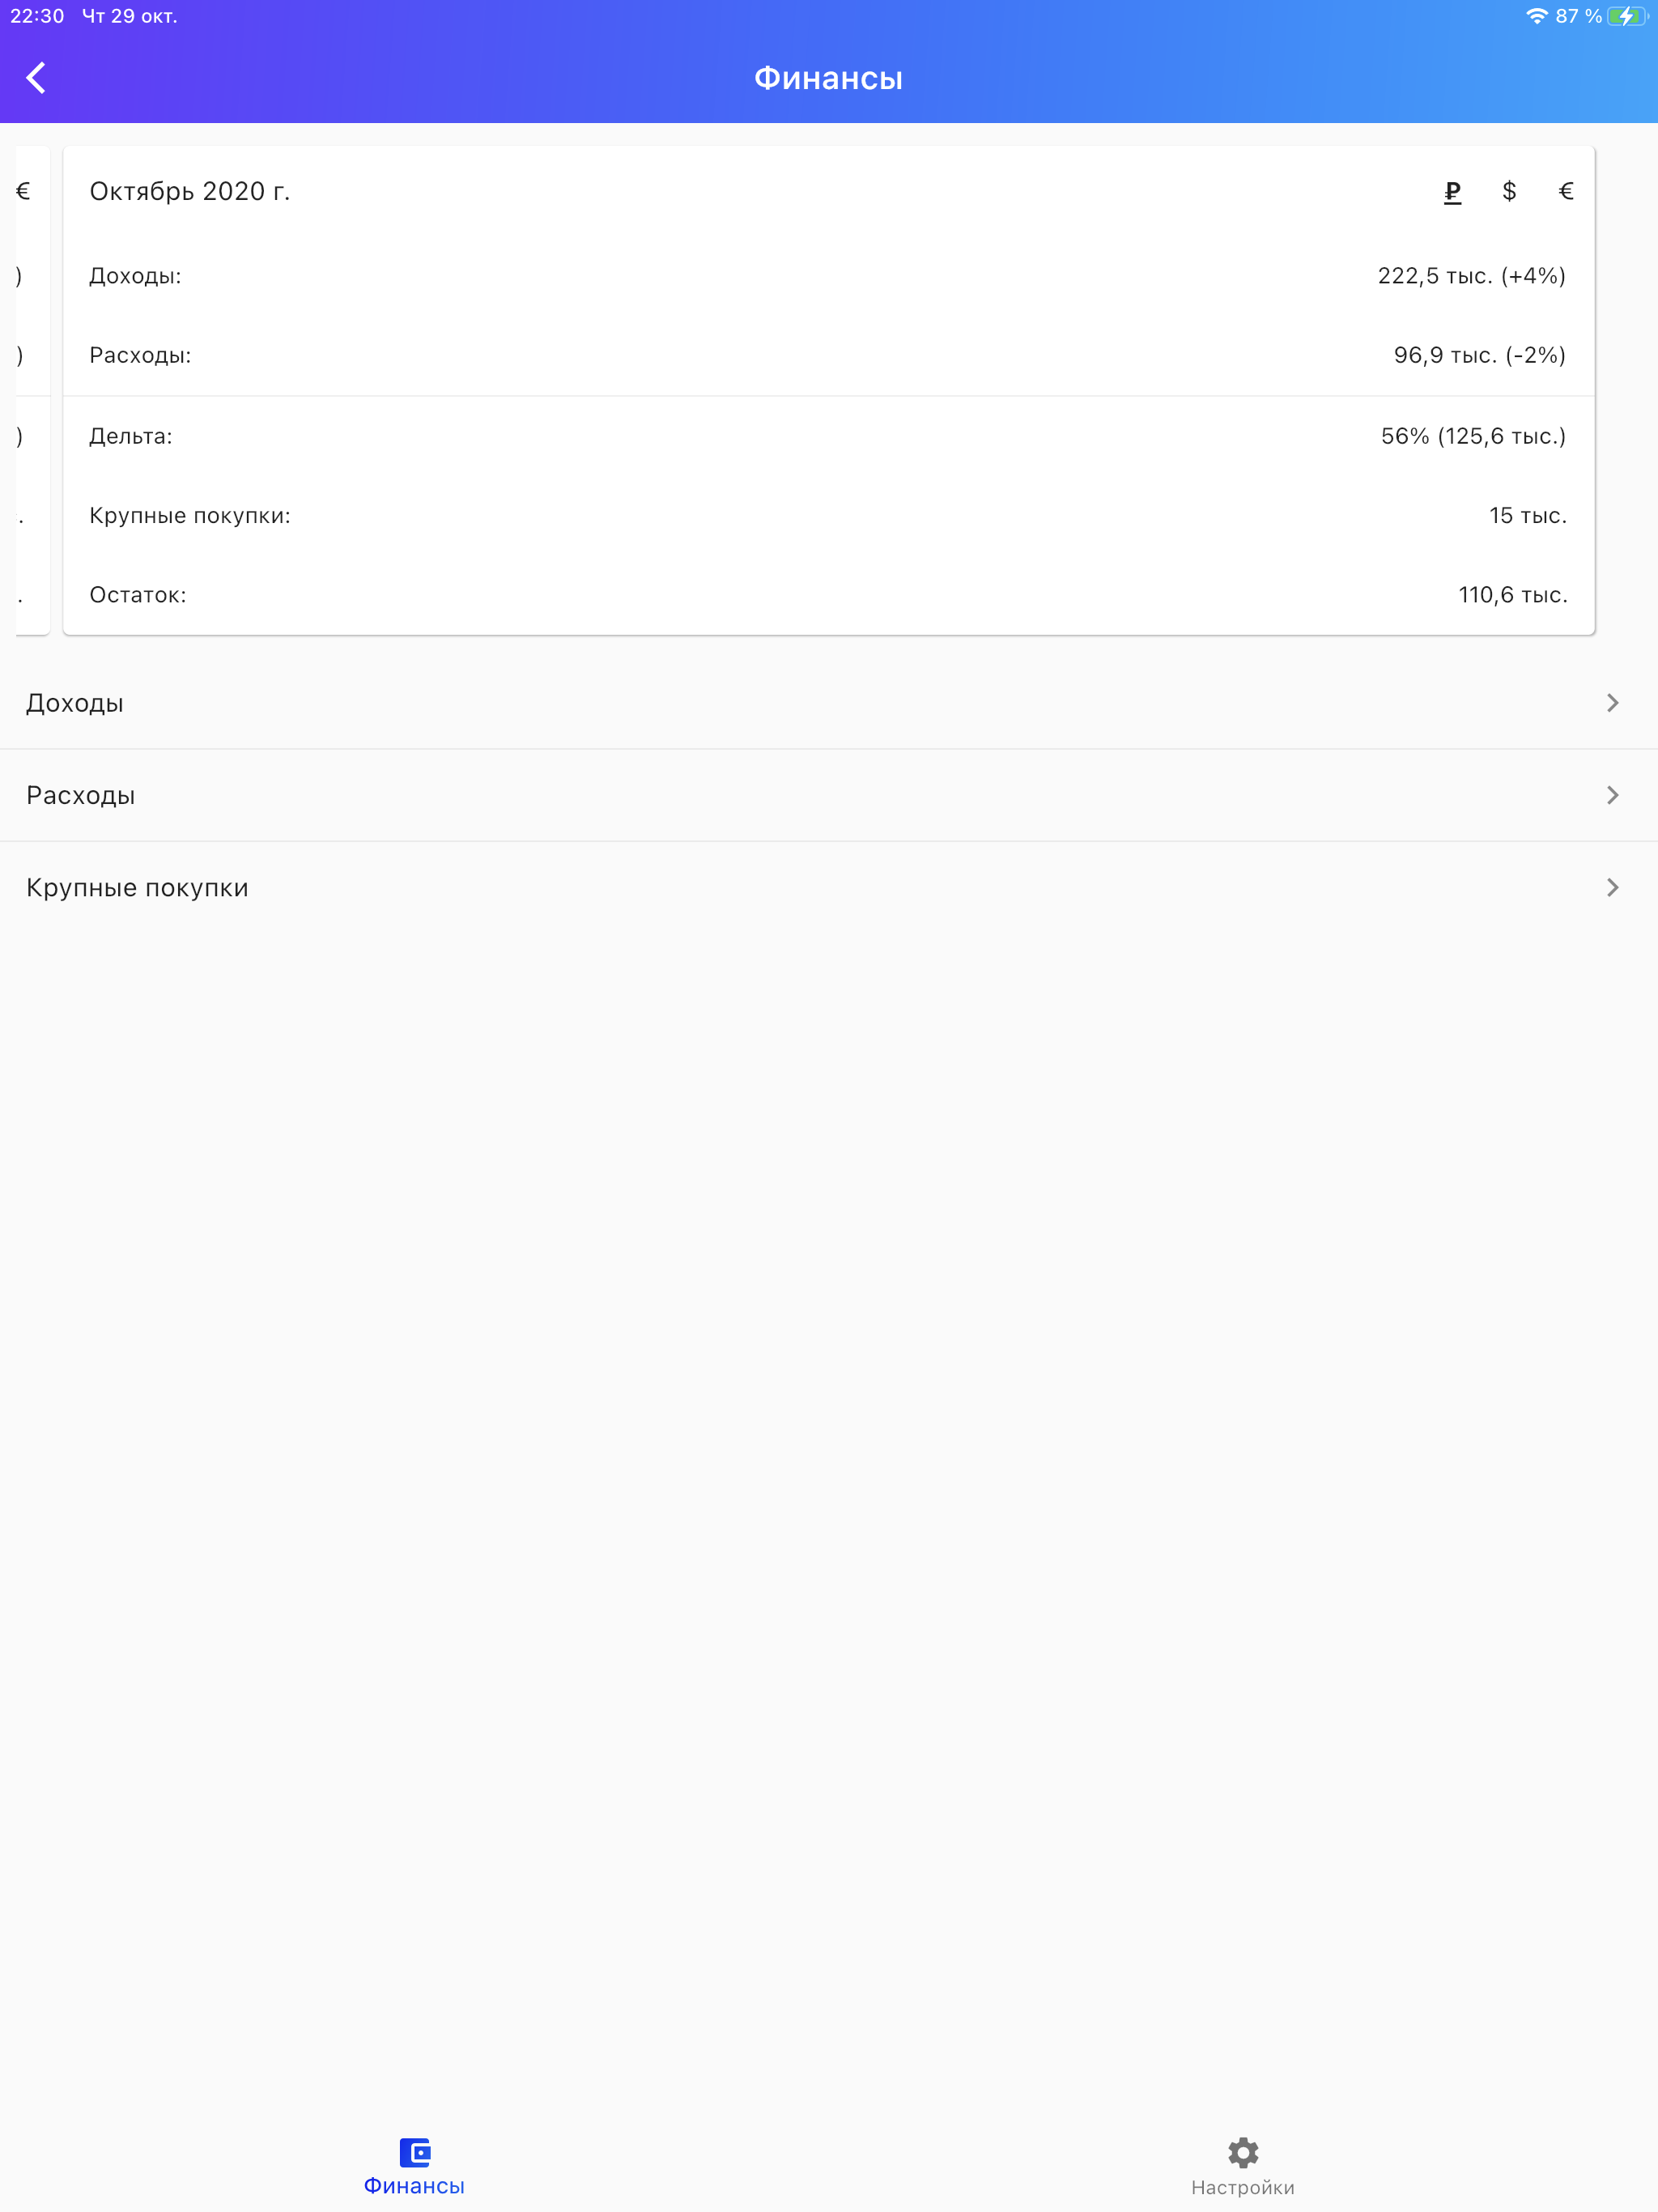 22:30 Чт 29 окт. 87 %
Финансы
€ Октябрь 2020 г. ₽ $ €
) Доходы: 222,5 тыс. (+4%)
) Расходы: 96,9 тыс. (-2%)
) Дельта: 56% (125,6 тыс.)
. Крупные покупки: 15 тыс.
. Остаток: 110,6 тыс.
Доходы
Расходы
Крупные покупки
Финансы Настройки